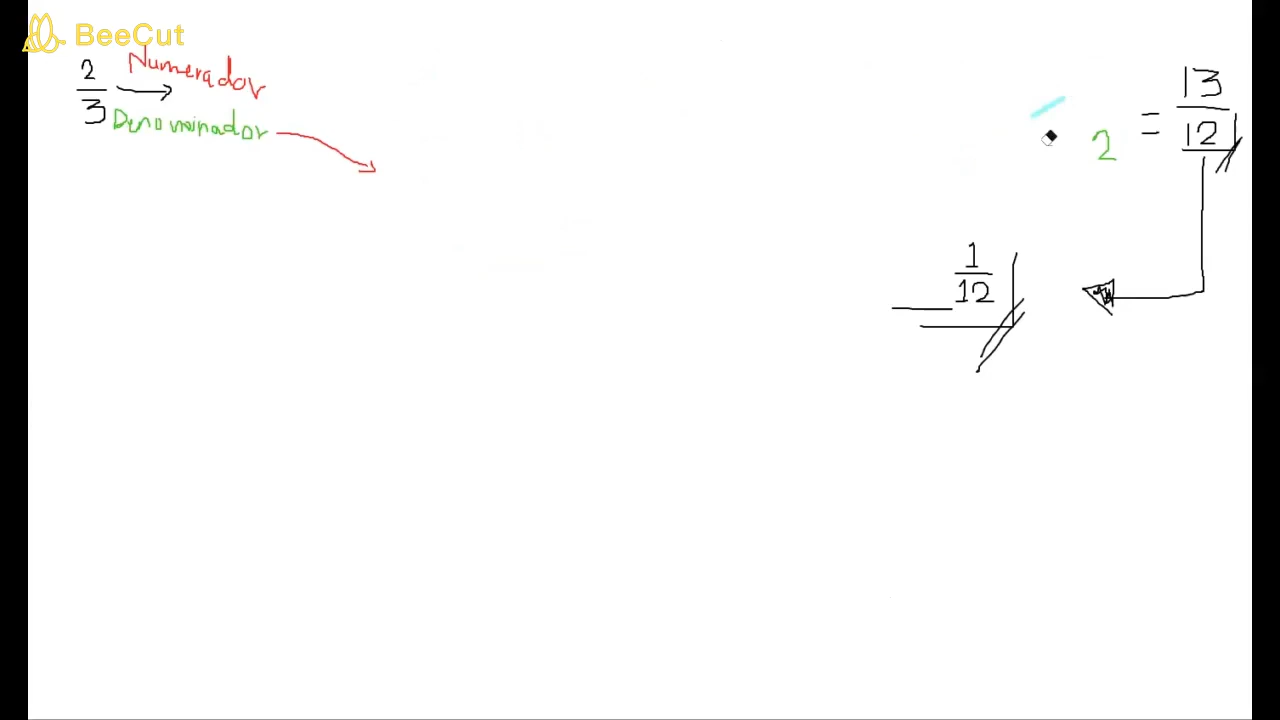 BeeCut
2 Numerador
3 Denominador
2 = 13
12
1
12